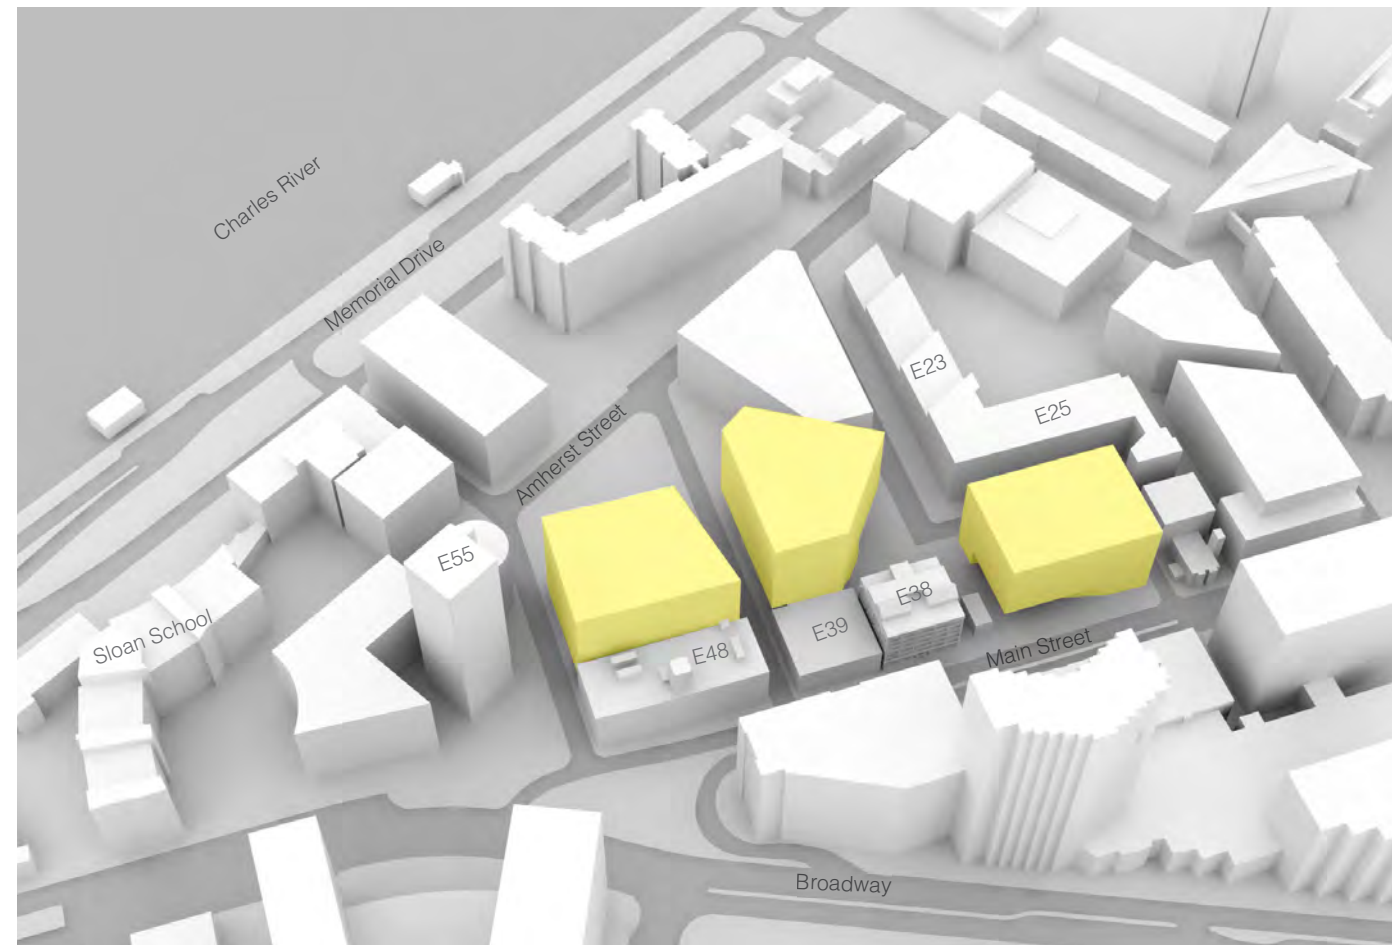 Charles River
Memorial Drive
E23
E25
Amherst Street
E55
E38
E39
Sloan School
E48
Main Street
Broadway